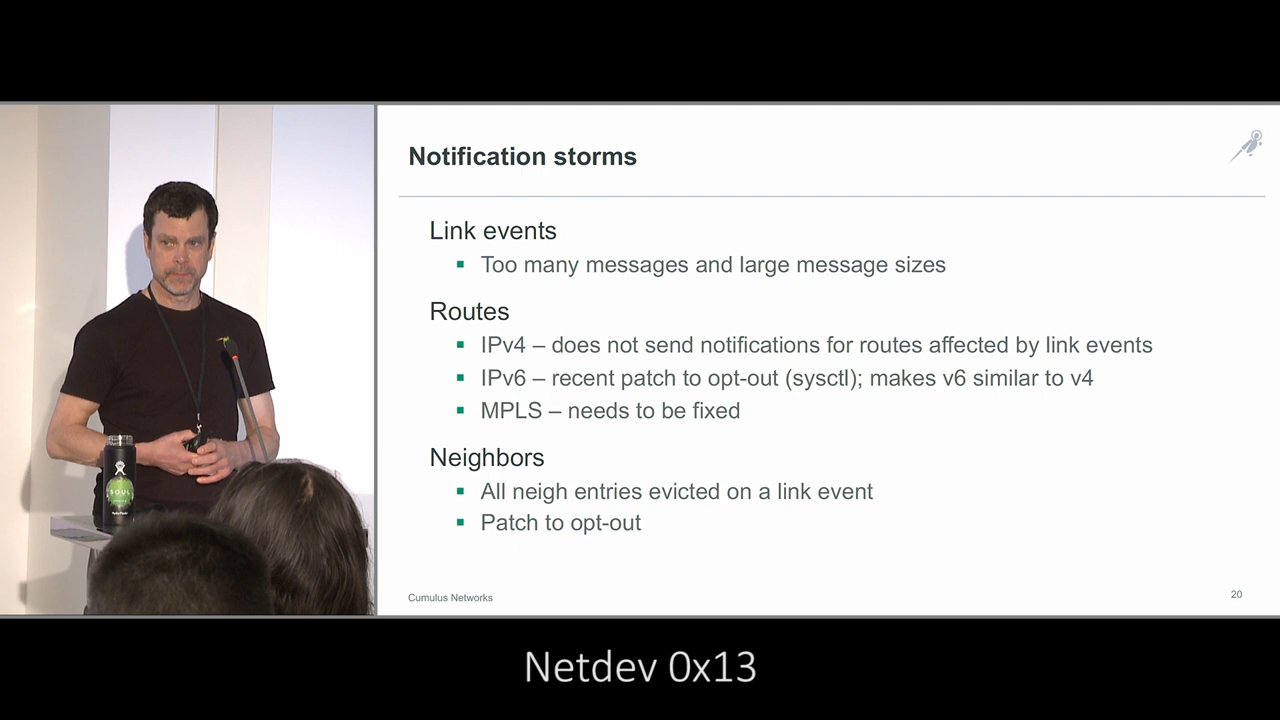 Notification storms
Link events
Too many messages and large message sizes
Routes
IPv4 – does not send notifications for routes affected by link events
IPv6 – recent patch to opt-out (sysctl); makes v6 similar to v4
MPLS – needs to be fixed
Neighbors
All neigh entries evicted on a link event
Patch to opt-out
SOUL
Cumulus Networks
20
Netdev 0x13